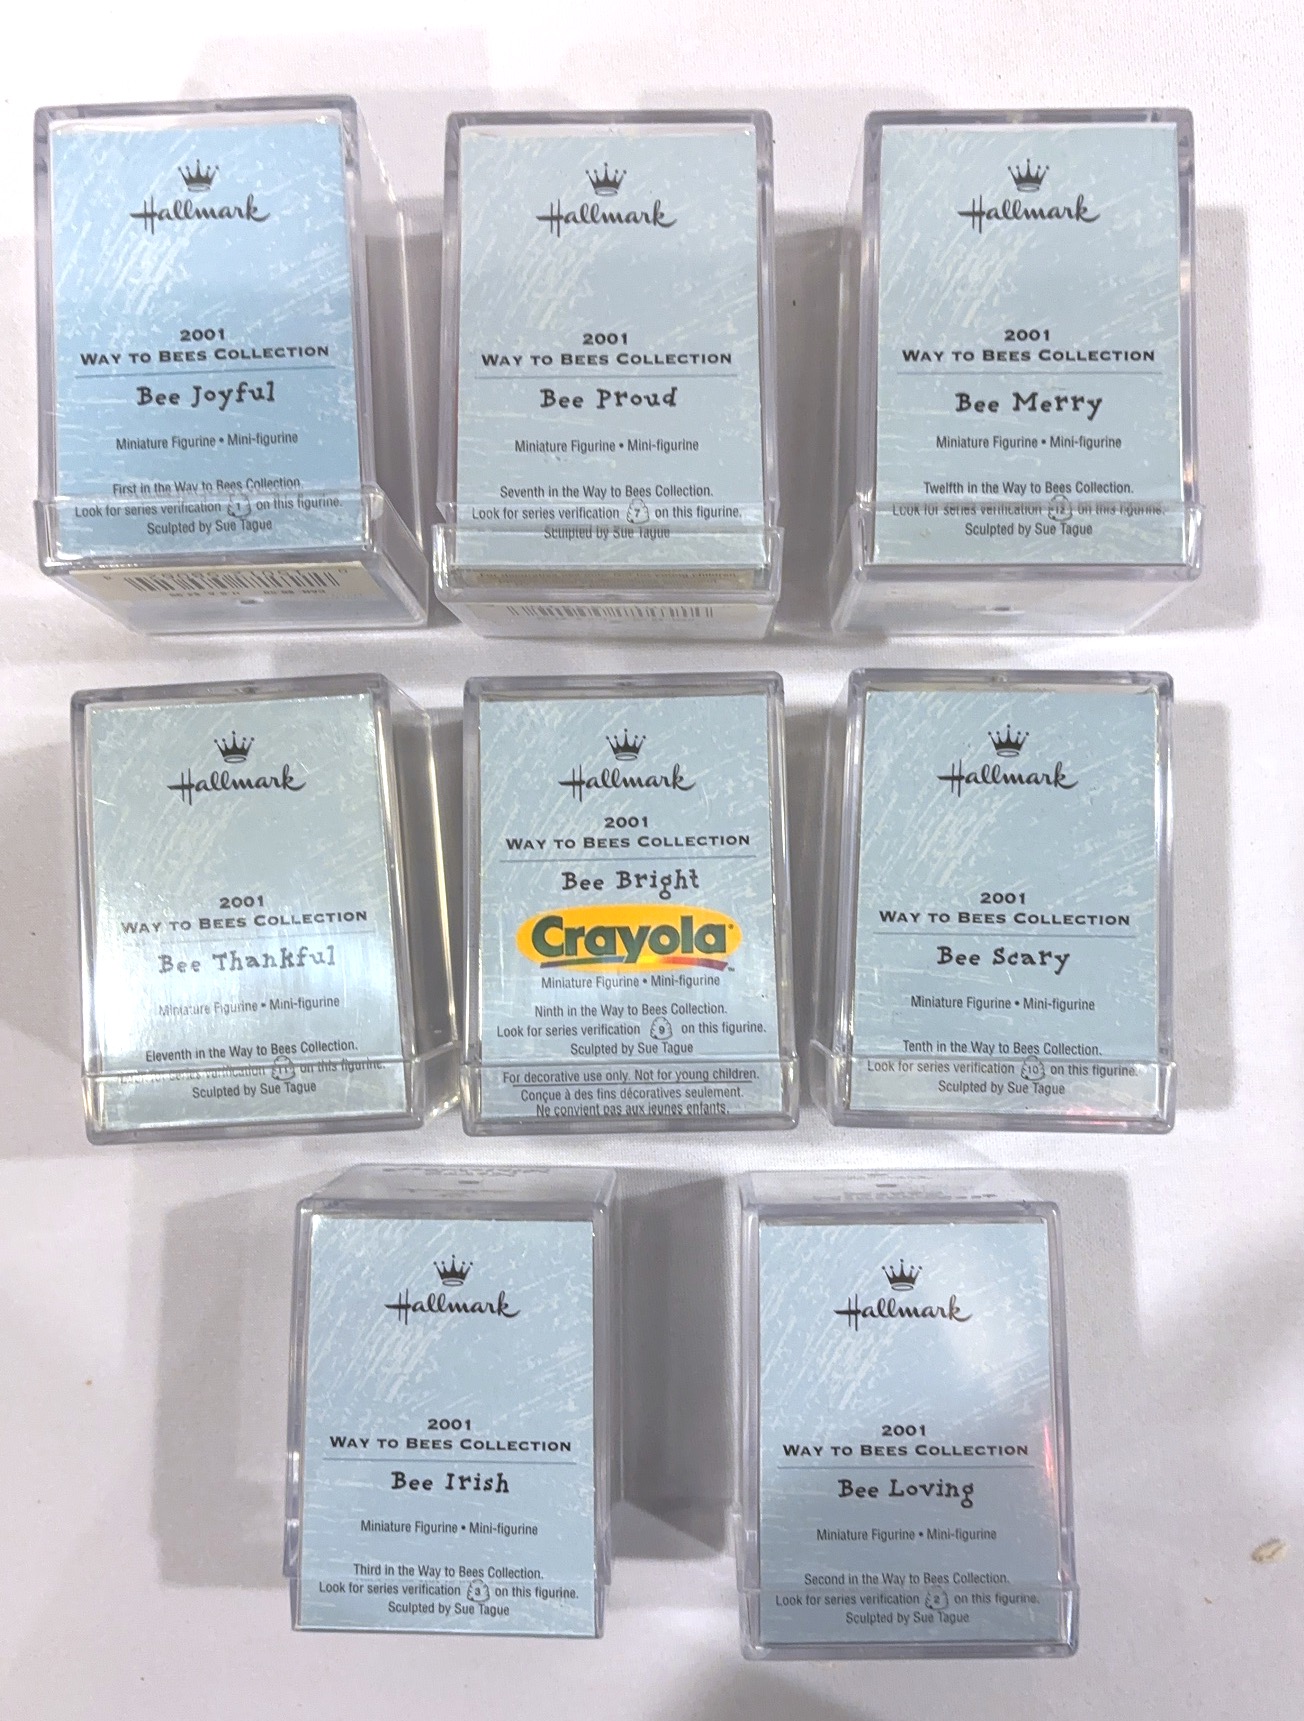 Hallmark
2001
WAY TO BEES COLLECTION
Bee Joyful
Miniature Figurine • Mini-figurine
First in the Way to Bees Collection.
Look for series verification 1 on this figurine.
Sculpted by Sue Tague
Hallmark
2001
WAY TO BEES COLLECTION
Bee Proud
Miniature Figurine • Mini-figurine
Seventh in the Way to Bees Collection.
Look for series verification 7 on this figurine.
Sculpted by Sue Tague
Hallmark
2001
WAY TO BEES COLLECTION
Bee Merry
Miniature Figurine • Mini-figurine
Twelfth in the Way to Bees Collection.
Look for series verification 12 on this figurine.
Sculpted by Sue Tague
Hallmark
2001
WAY TO BEES COLLECTION
Bee Thankful
Miniature Figurine • Mini-figurine
Eleventh in the Way to Bees Collection.
Look for series verification 11 on this figurine.
Sculpted by Sue Tague
Hallmark
2001
WAY TO BEES COLLECTION
Bee Bright
Crayola
Miniature Figurine • Mini-figurine
Ninth in the Way to Bees Collection.
Look for series verification 9 on this figurine.
Sculpted by Sue Tague
For decorative use only. Not for young children.
Conçue à des fins décoratives seulement.
Ne convient pas aux jeunes enfants.
Hallmark
2001
WAY TO BEES COLLECTION
Bee Scary
Miniature Figurine • Mini-figurine
Tenth in the Way to Bees Collection.
Look for series verification 10 on this figurine.
Sculpted by Sue Tague
Hallmark
2001
WAY TO BEES COLLECTION
Bee Irish
Miniature Figurine • Mini-figurine
Third in the Way to Bees Collection.
Look for series verification 3 on this figurine.
Sculpted by Sue Tague
Hallmark
2001
WAY TO BEES COLLECTION
Bee Loving
Miniature Figurine • Mini-figurine
Second in the Way to Bees Collection.
Look for series verification 2 on this figurine.
Sculpted by Sue Tague